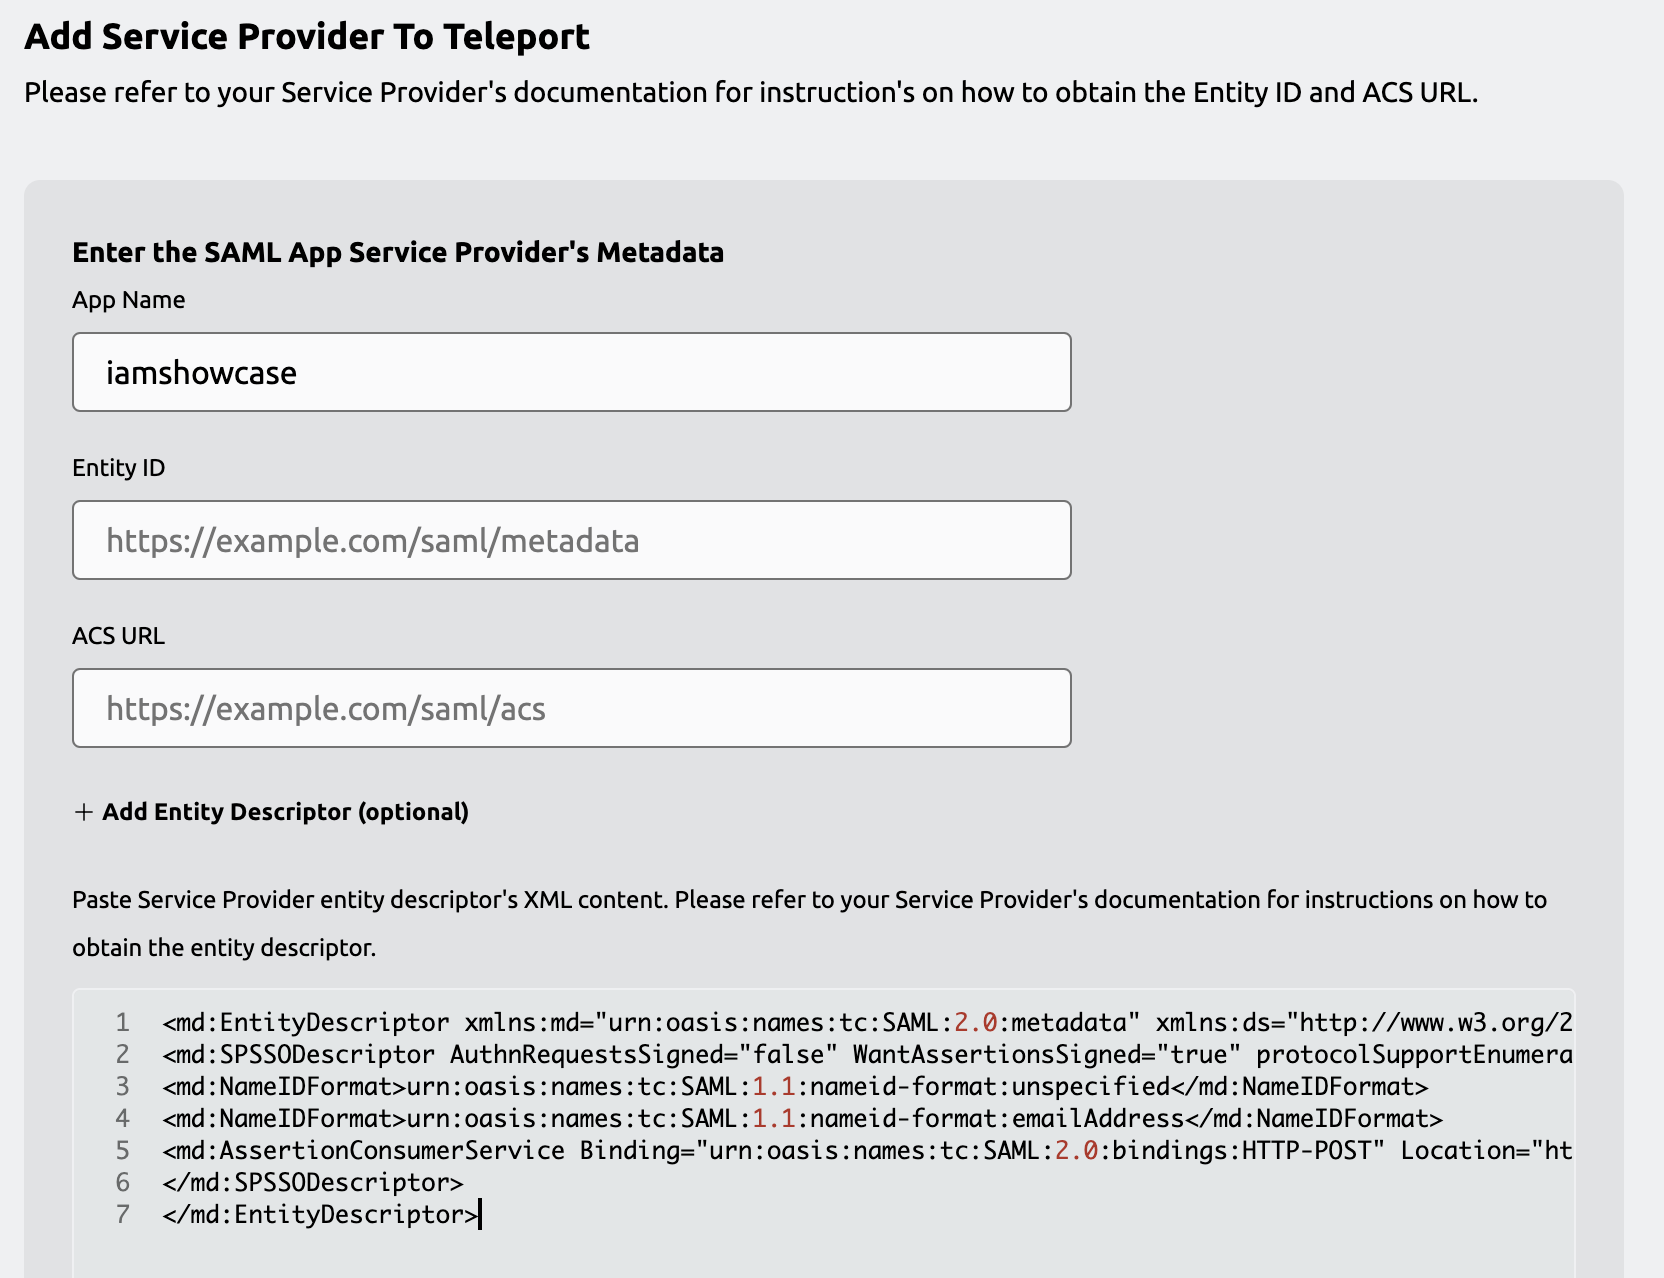 Add Service Provider To Teleport
Please refer to your Service Provider's documentation for instruction's on how to obtain the Entity ID and ACS URL.
Enter the SAML App Service Provider's Metadata
App Name
iamshowcase
Entity ID
https://example.com/saml/metadata
ACS URL
https://example.com/saml/acs
+ Add Entity Descriptor (optional)
Paste Service Provider entity descriptor's XML content. Please refer to your Service Provider's documentation for instructions on how to
obtain the entity descriptor.
1 <md:EntityDescriptor xmlns:md="urn:oasis:names:tc:SAML:2.0:metadata" xmlns:ds="http://www.w3.org/2
2 <md:SPSSODescriptor AuthnRequestsSigned="false" WantAssertionsSigned="true" protocolSupportEnumera
3 <md:NameIDFormat>urn:oasis:names:tc:SAML:1.1:nameid-format:unspecified</md:NameIDFormat>
4 <md:NameIDFormat>urn:oasis:names:tc:SAML:1.1:nameid-format:emailAddress</md:NameIDFormat>
5 <md:AssertionConsumerService Binding="urn:oasis:names:tc:SAML:2.0:bindings:HTTP-POST" Location="ht
6 </md:SPSSODescriptor>
7 </md:EntityDescriptor>